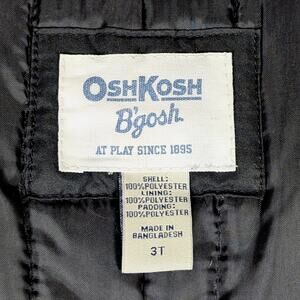 OSHKOSH
B'gosh
AT PLAY SINCE 1895
SHELL:
100%POLYESTER
LINING:
100%POLYESTER
PADDING:
100%POLYESTER
MADE IN
BANGLADESH
3T